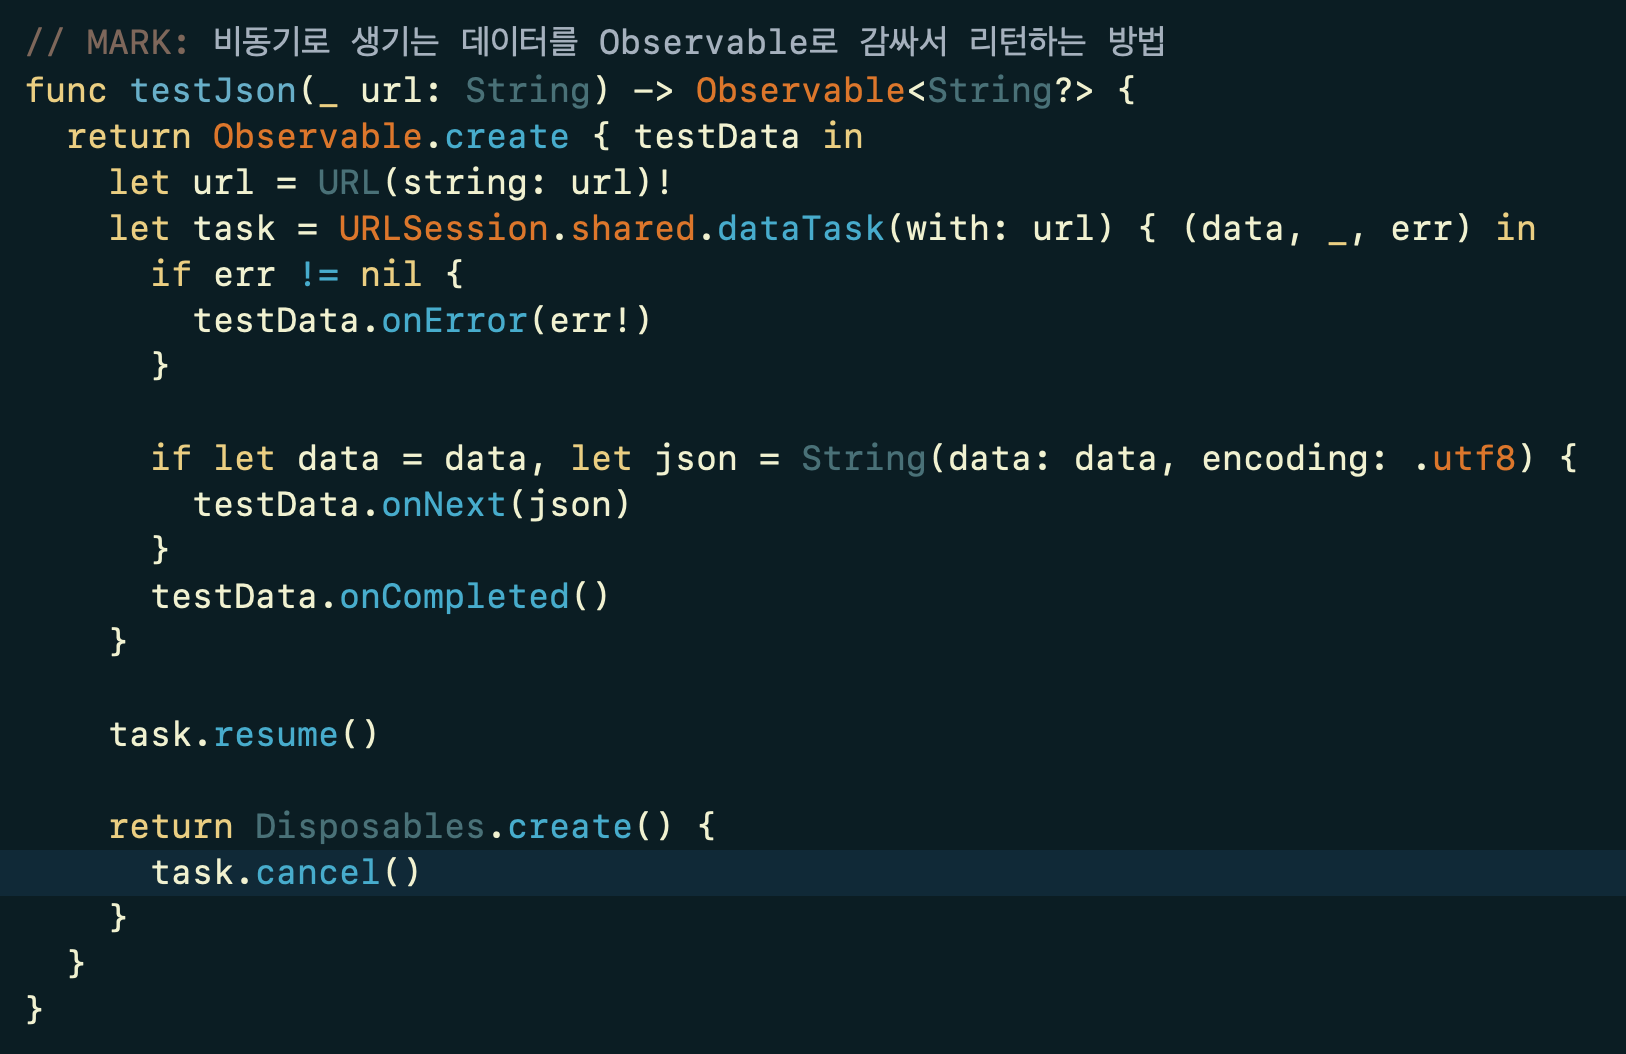 // MARK: 비동기로 생기는 데이터를 Observable로 감싸서 리턴하는 방법
func testJson(_ url: String) -> Observable<String?> {
  return Observable.create { testData in
    let url = URL(string: url)!
    let task = URLSession.shared.dataTask(with: url) { (data, _, err) in
      if err != nil {
        testData.onError(err!)
      }

      if let data = data, let json = String(data: data, encoding: .utf8) {
        testData.onNext(json)
      }
      testData.onCompleted()
    }

    task.resume()

    return Disposables.create() {
      task.cancel()
    }
  }
}